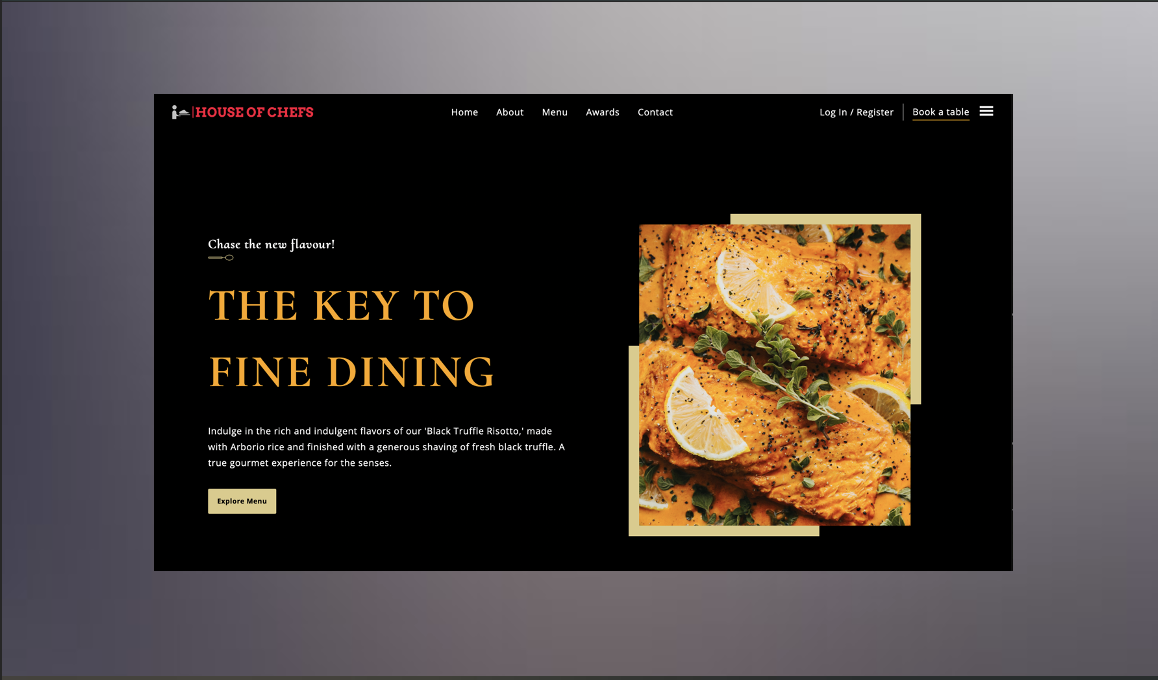 HOUSE OF CHEFS
Home About Menu Awards Contact
Log In / Register
Book a table
Chase the new flavour!
THE KEY TO
FINE DINING
Indulge in the rich and indulgent flavors of our 'Black Truffle Risotto,' made
with Arborio rice and finished with a generous shaving of fresh black truffle. A
true gourmet experience for the senses.
Explore Menu